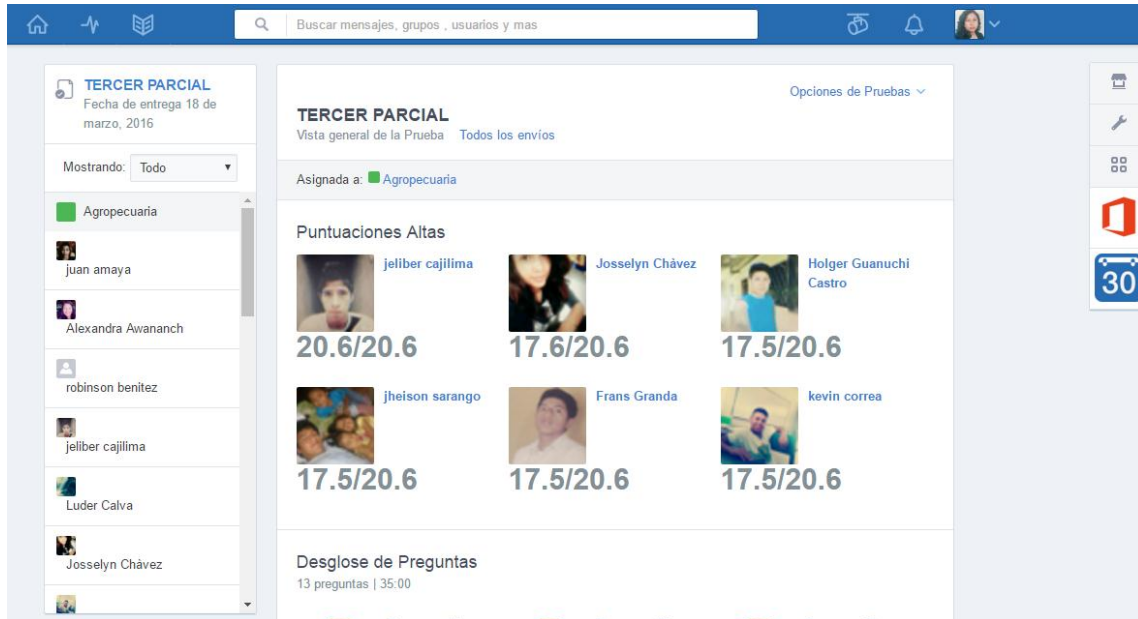 Buscar mensajes, grupos , usuarios y mas
TERCER PARCIAL
Fecha de entrega 18 de
marzo, 2016
Mostrando: Todo
Agropecuaria
juan amaya
Alexandra Awananch
robinson benítez
jeliber cajilima
Luder Calva
Josselyn Chàvez
Opciones de Pruebas
TERCER PARCIAL
Vista general de la Prueba Todos los envíos
Asignada a: Agropecuaria
Puntuaciones Altas
jeliber cajilima
20.6/20.6
Josselyn Chàvez
17.6/20.6
Holger Guanuchi
Castro
17.5/20.6
jheison sarango
17.5/20.6
Frans Granda
17.5/20.6
kevin correa
17.5/20.6
Desglose de Preguntas
13 preguntas | 35:00
30